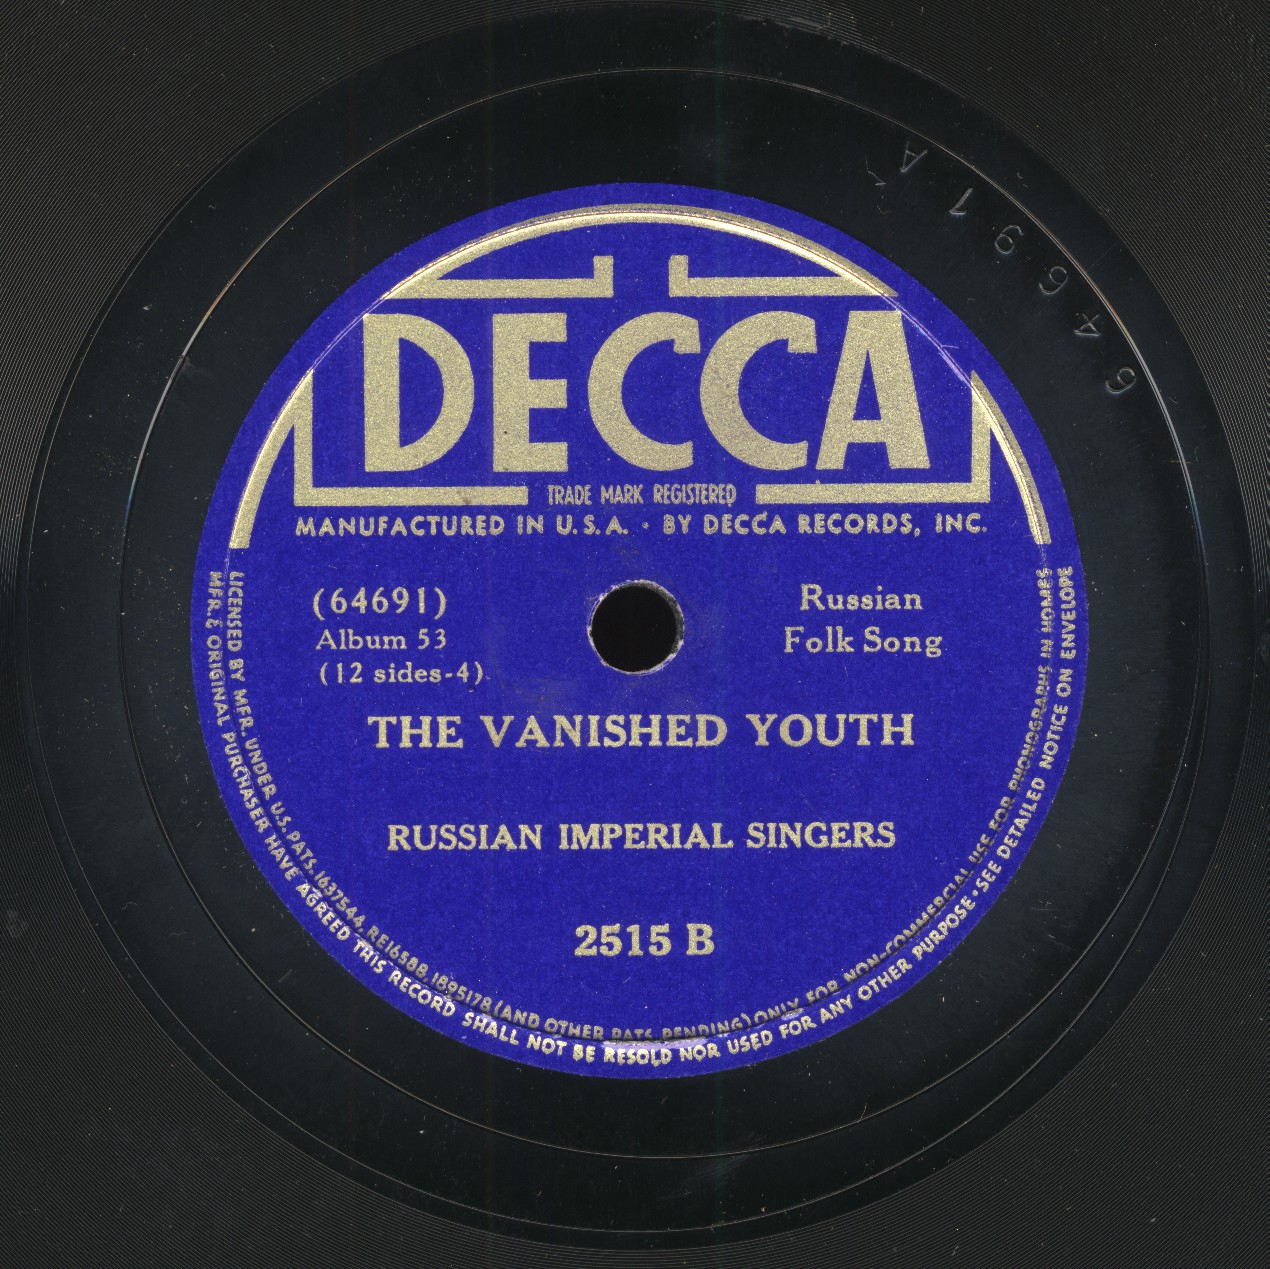 DECCA
TRADE MARK REGISTERED
MANUFACTURED IN U.S.A. · BY DECCA RECORDS, INC.
(64691)
Album 53
(12 sides-4)
Russian
Folk Song
THE VANISHED YOUTH
RUSSIAN IMPERIAL SINGERS
2515 B
LICENSED BY MFR. UNDER U.S. PATS. 1637544, RE16588, 1895178 (AND OTHER PATS. PENDING) ONLY FOR NON-COMMERCIAL USE FOR PHONOGRAPHS IN HOMES
MFR. & ORIGINAL PURCHASER HAVE AGREED THIS RECORD SHALL NOT BE RESOLD NOR USED FOR ANY OTHER PURPOSE · SEE DETAILED NOTICE ON ENVELOPE
64691 A